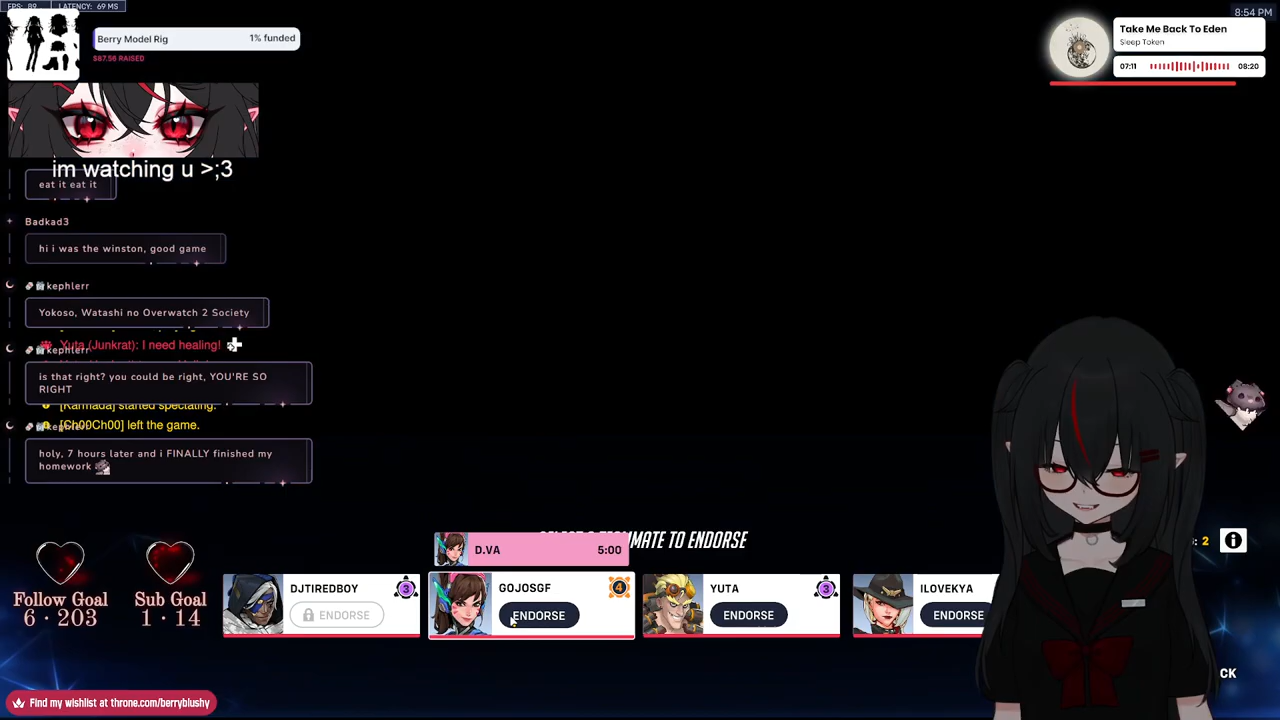 FPS: 89
LATENCY: 69 MS
8:54 PM
Berry Model Rig
1% funded
$87.56 RAISED
Take Me Back To Eden
Sleep Token
07:11
08:20
im watching u >;3
eat it eat it
Badkad3
hi i was the winston, good game
kephlerr
Yokoso, Watashi no Overwatch 2 Society
Yuta (Junkrat): I need healing!
kephlerr
is that right? you could be right, YOU'RE SO
RIGHT
[Karmada] started spectating.
[Ch00Ch00] left the game.
holy, 7 hours later and i FINALLY finished my
homework
TEAMMATE TO ENDORSE
: 2
D.VA
5:00
Follow Goal
6 · 203
Sub Goal
1 · 14
DJTIREDBOY
3
ENDORSE
GOJOSGF
4
ENDORSE
YUTA
3
ENDORSE
ILOVEKYA
ENDORSE
CK
Find my wishlist at throne.com/berryblushy